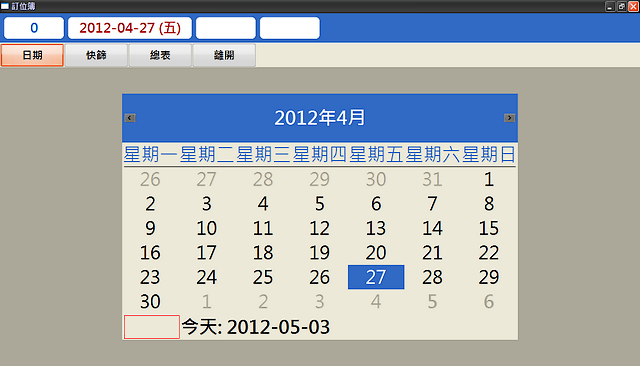 訂位簿
0 2012-04-27 (五)
日期 快篩 總表 離開
2012年4月
星期一 星期二 星期三 星期四 星期五 星期六 星期日
26 27 28 29 30 31 1
2 3 4 5 6 7 8
9 10 11 12 13 14 15
16 17 18 19 20 21 22
23 24 25 26 27 28 29
30 1 2 3 4 5 6
今天: 2012-05-03